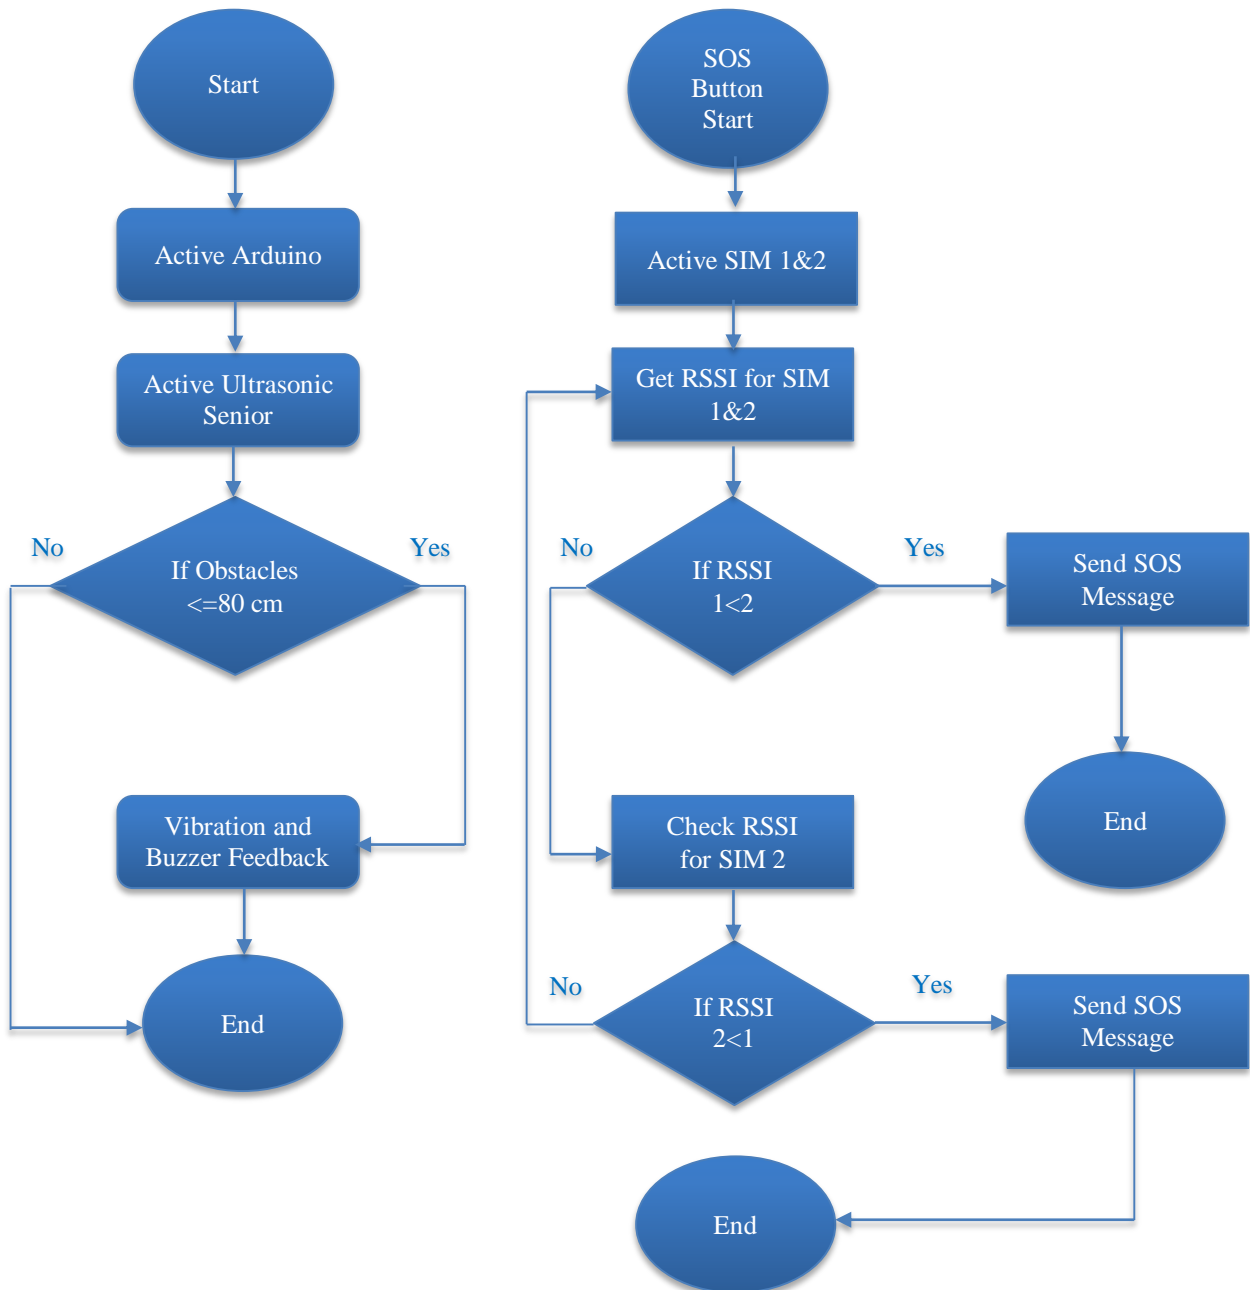 Start
Active Arduino
Active Ultrasonic
Senior
No
Yes
If Obstacles
<=80 cm
Vibration and
Buzzer Feedback
End
SOS
Button
Start
Active SIM 1&2
Get RSSI for SIM
1&2
No
Yes
If RSSI
1<2
Send SOS
Message
End
Check RSSI
for SIM 2
No
Yes
If RSSI
2<1
Send SOS
Message
End